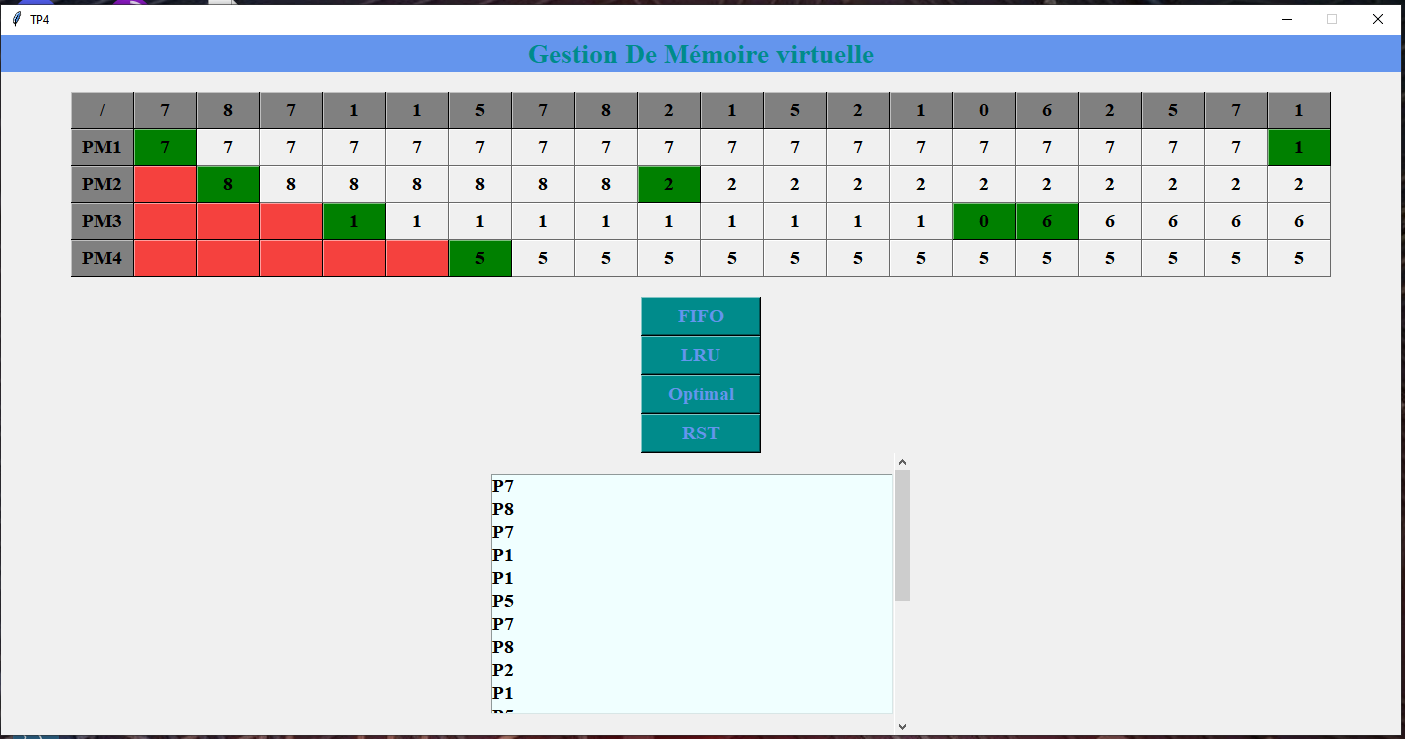 TP4
Gestion De Mémoire virtuelle
/ 7 8 7 1 1 5 7 8 2 1 5 2 1 0 6 2 5 7 1
PM1 7 7 7 7 7 7 7 7 7 7 7 7 7 7 7 7 7 7 1
PM2 8 8 8 8 8 8 8 2 2 2 2 2 2 2 2 2 2 2
PM3 1 1 1 1 1 1 1 1 1 1 0 6 6 6 6 6
PM4 5 5 5 5 5 5 5 5 5 5 5 5 5 5
FIFO
LRU
Optimal
RST
P7
P8
P7
P1
P1
P5
P7
P8
P2
P1
P5